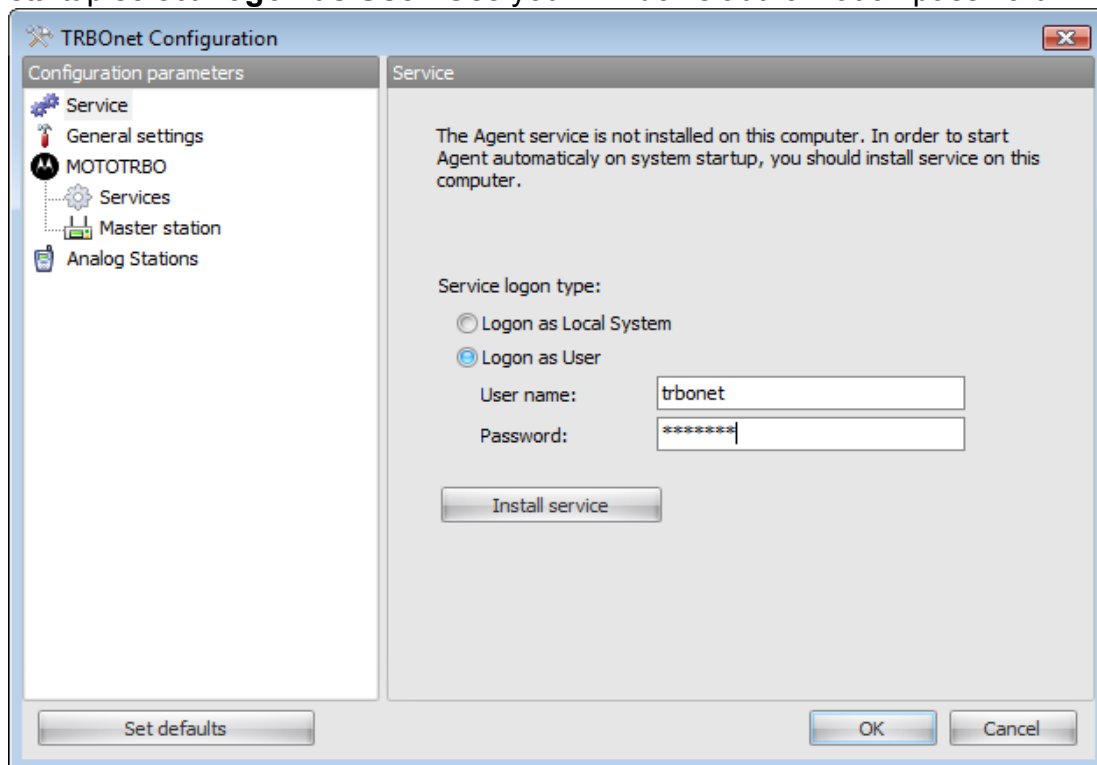 TRBOnet Configuration
Configuration parameters
Service
Service
General settings
MOTOTRBO
Services
Master station
Analog Stations
The Agent service is not installed on this computer. In order to start
Agent automaticaly on system startup, you should install service on this
computer.
Service logon type:
Logon as Local System
Logon as User
User name:
trbonet
Password:
*******
Install service
Set defaults
OK
Cancel